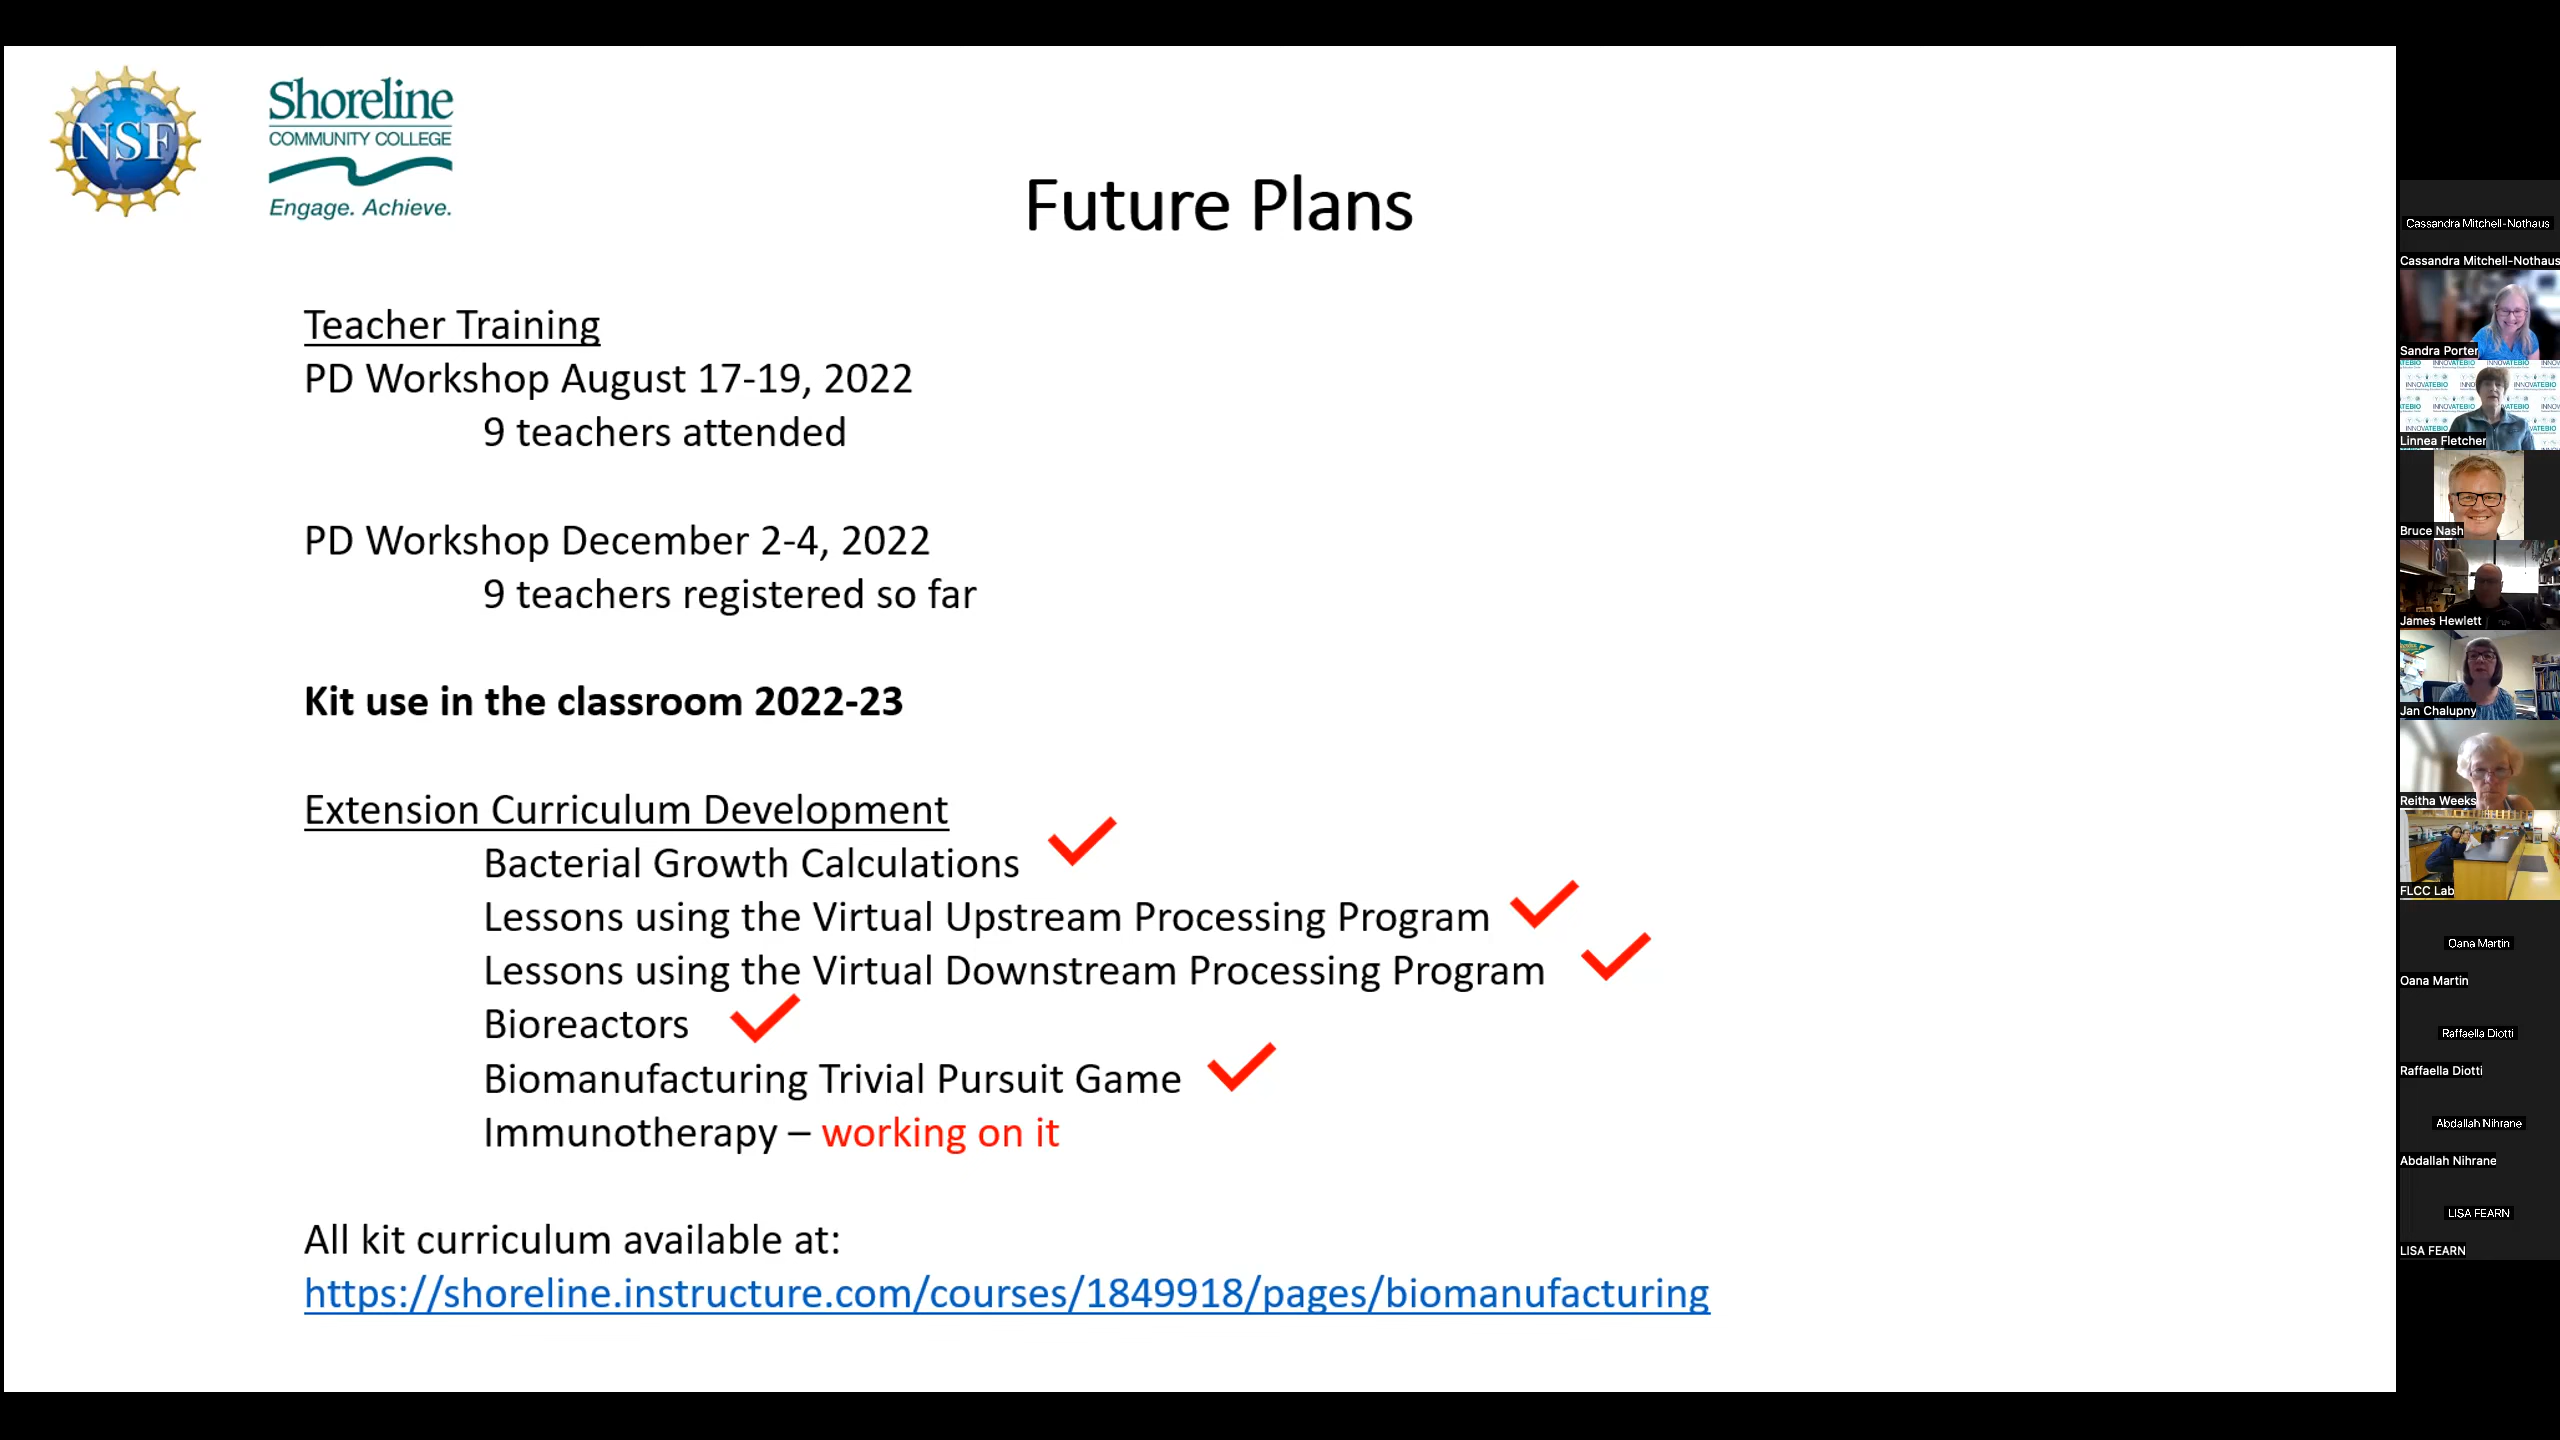 NSF
Shoreline
COMMUNITY COLLEGE
Engage. Achieve.
Future Plans
Teacher Training
PD Workshop August 17-19, 2022
9 teachers attended
PD Workshop December 2-4, 2022
9 teachers registered so far
Kit use in the classroom 2022-23
Extension Curriculum Development
Bacterial Growth Calculations
Lessons using the Virtual Upstream Processing Program
Lessons using the Virtual Downstream Processing Program
Bioreactors
Biomanufacturing Trivial Pursuit Game
Immunotherapy – working on it
All kit curriculum available at:
https://shoreline.instructure.com/courses/1849918/pages/biomanufacturing
Cassandra Mitchell-Nothaus
Cassandra Mitchell-Nothaus
Sandra Porter
INNOVATEBIO
Linnea Fletcher
Bruce Nash
James Hewlett
Jan Chalupny
Reitha Weeks
FLCC Lab
Oana Martin
Oana Martin
Raffaella Diotti
Raffaella Diotti
Abdallah Nihrane
Abdallah Nihrane
LISA FEARN
LISA FEARN